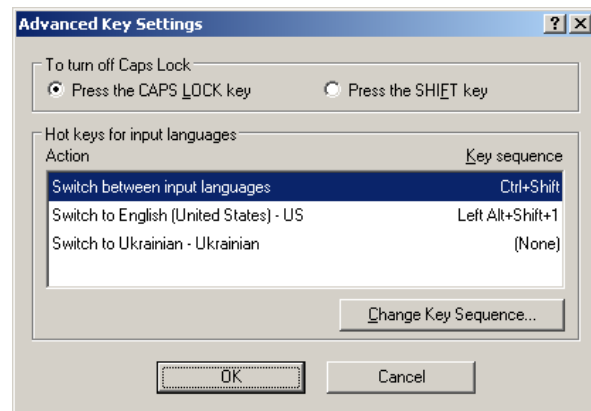 Advanced Key Settings
To turn off Caps Lock
Press the CAPS LOCK key Press the SHIFT key
Hot keys for input languages
Action Key sequence
Switch between input languages Ctrl+Shift
Switch to English (United States) - US Left Alt+Shift+1
Switch to Ukrainian - Ukrainian (None)
Change Key Sequence...
OK Cancel